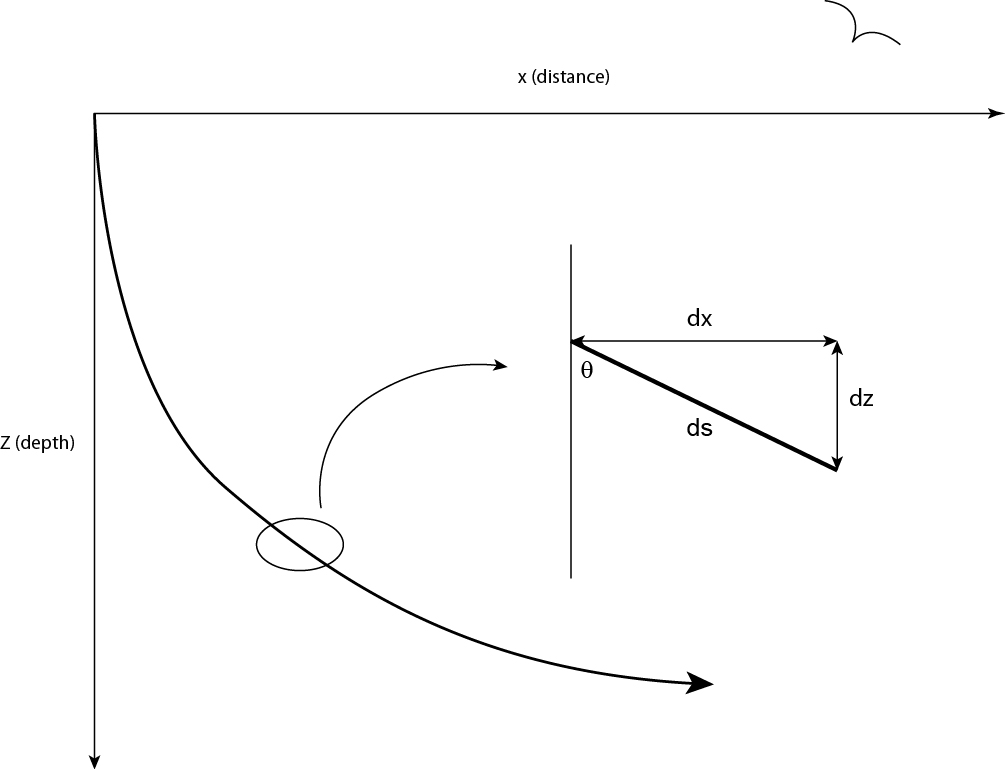 x (distance)
dx
θ
dz
ds
Z (depth)